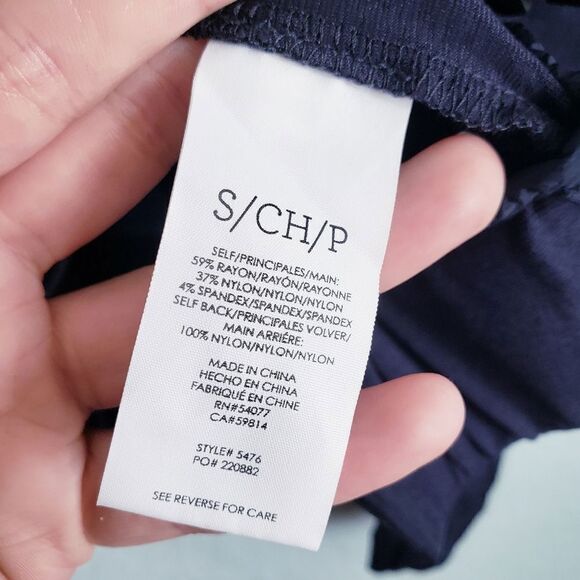 S/CH/P
SELF/PRINCIPALES/MAIN:
59% RAYON/RAYÓN/RAYONNE
37% NYLON/NYLON/NYLON
4% SPANDEX/SPANDEX/SPANDEX
SELF BACK/PRINCIPALES VOLVER/
MAIN ARRIÉRE:
100% NYLON/NYLON/NYLON
MADE IN CHINA
HECHO EN CHINA
FABRIQUÉ EN CHINE
RN#54077
CA#59814
STYLE# 5476
PO# 220882
SEE REVERSE FOR CARE